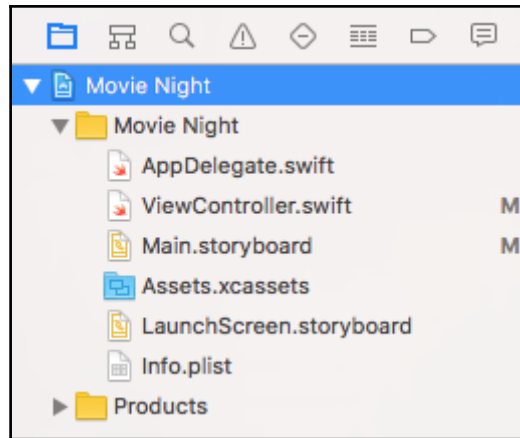 Movie Night
Movie Night
AppDelegate.swift
ViewController.swift M
Main.storyboard M
Assets.xcassets
LaunchScreen.storyboard
Info.plist
Products